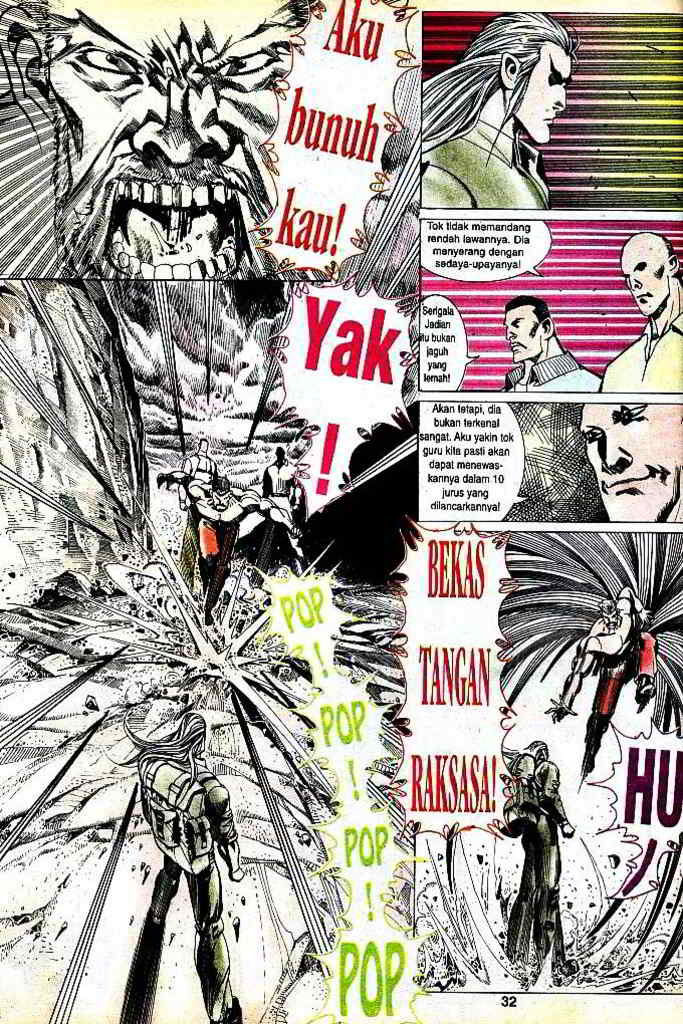 Aku
bunuh
kau!
Tok tidak memandang
rendah lawannya. Dia
menyerang dengan
sedaya-upayanya!
Serigala
Jadian
itu bukan
jaguh
yang
lemah!
Akan tetapi, dia
bukan terkenal
sangat. Aku yakin tok
guru kita pasti akan
dapat menewas-
kannya dalam 10
jurus yang
dilancarkannya!
Yak
!
POP
!
POP
!
POP
!
POP
BEKAS
TANGAN
RAKSASA!
HU
32